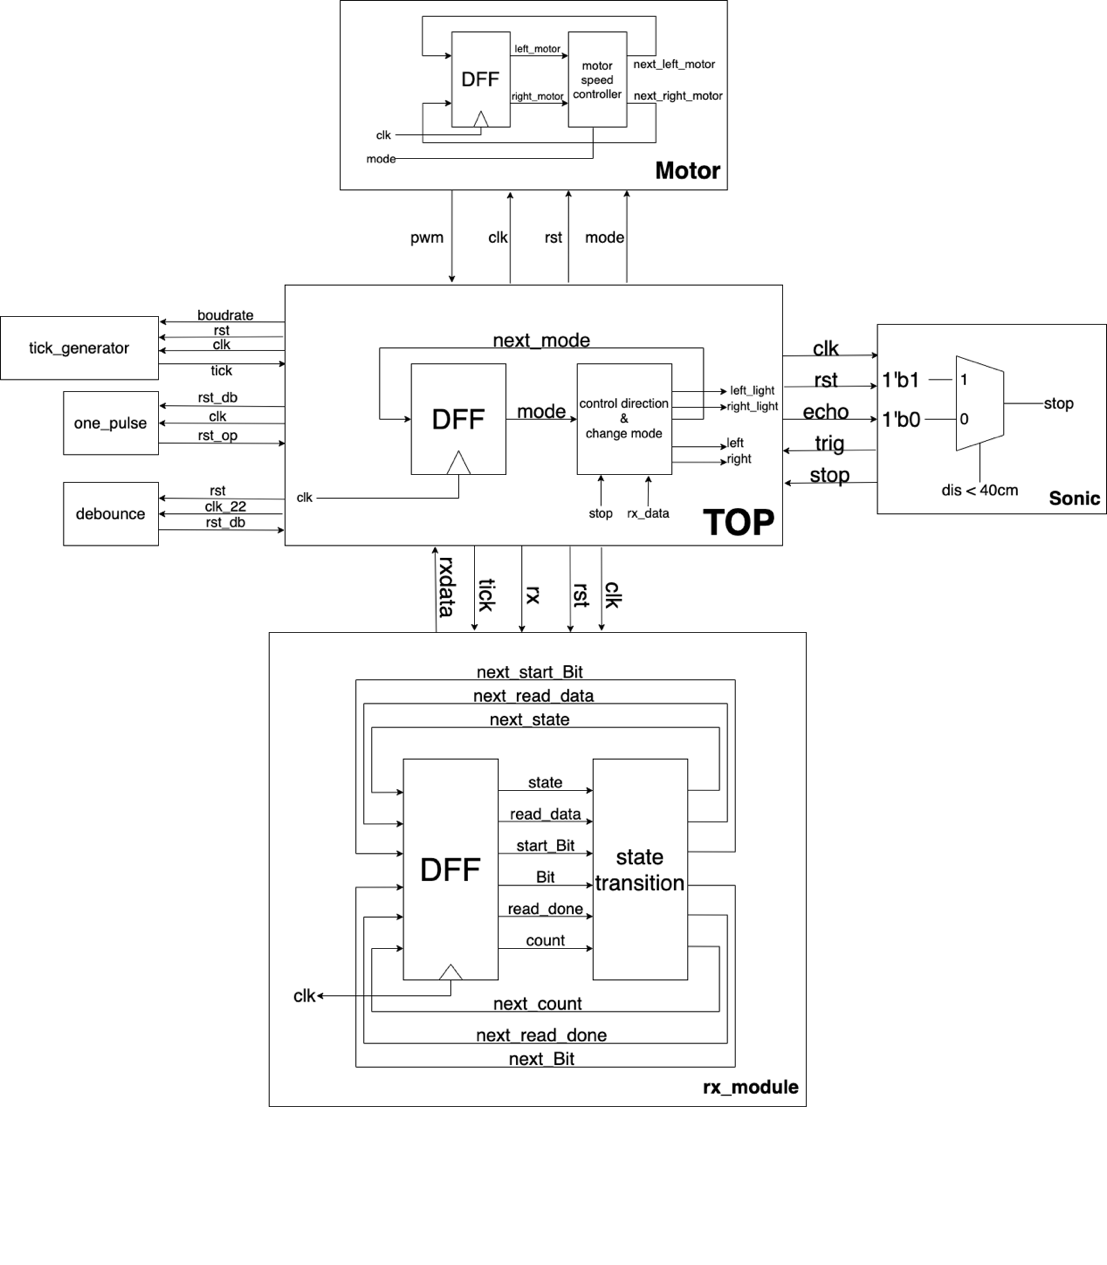 left_motor
next_left_motor
DFF
motor
speed
controller
right_motor
next_right_motor
clk
mode
Motor
pwm
clk
rst
mode
boudrate
rst
clk
tick
tick_generator
rst_db
clk
rst_op
one_pulse
rst
clk_22
rst_db
debounce
next_mode
DFF
mode
control direction
&
change mode
left_light
right_light
left
right
clk
stop
rx_data
TOP
clk
rst
echo
trig
stop
1'b1
1
1'b0
0
stop
dis < 40cm
Sonic
rxdata
tick
rx
rst
clk
next_start_Bit
next_read_data
next_state
state
read_data
start_Bit
Bit
read_done
count
DFF
state
transition
clk
next_count
next_read_done
next_Bit
rx_module